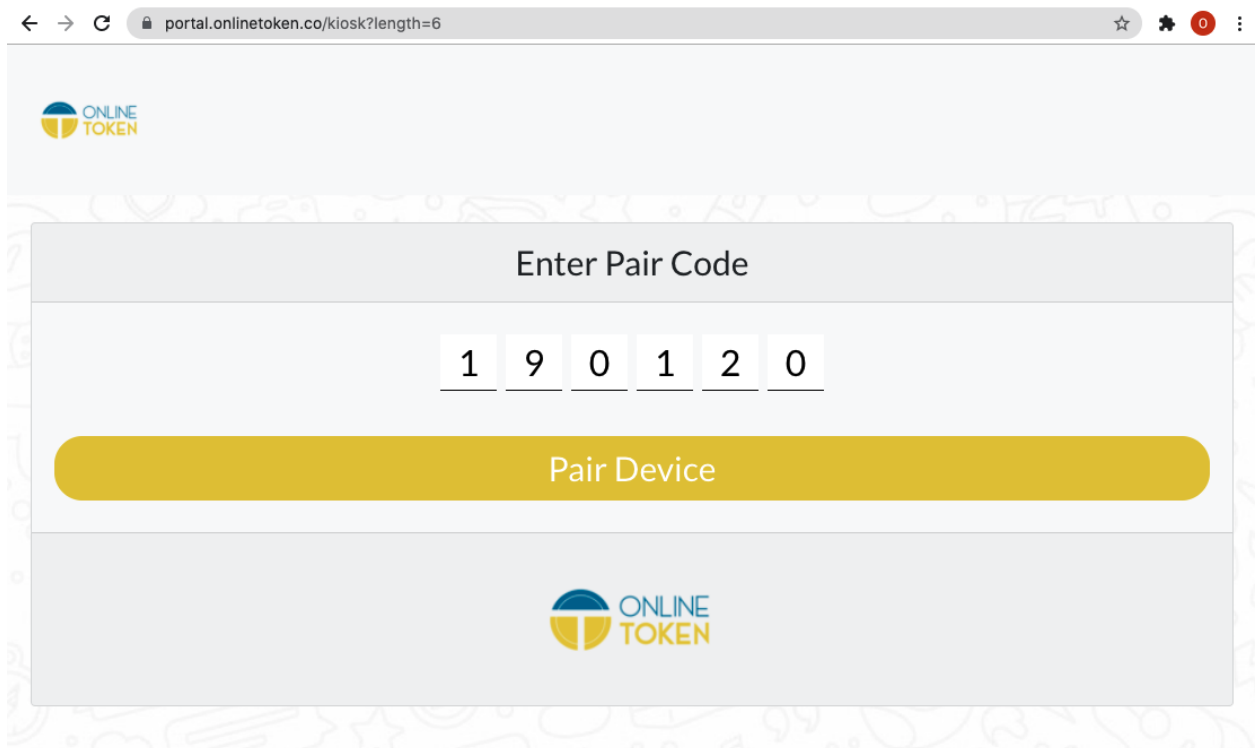 portal.onlinetoken.co/kiosk?length=6
O
ONLINE
TOKEN
Enter Pair Code
1 9 0 1 2 0
Pair Device
ONLINE
TOKEN